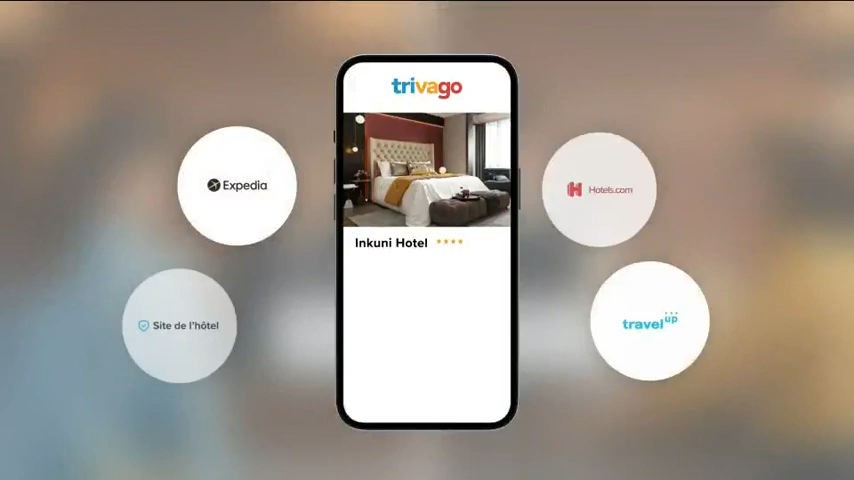 trivago
Expedia
Hotels.com
Inkuni Hotel
Site de l'hôtel
travelup